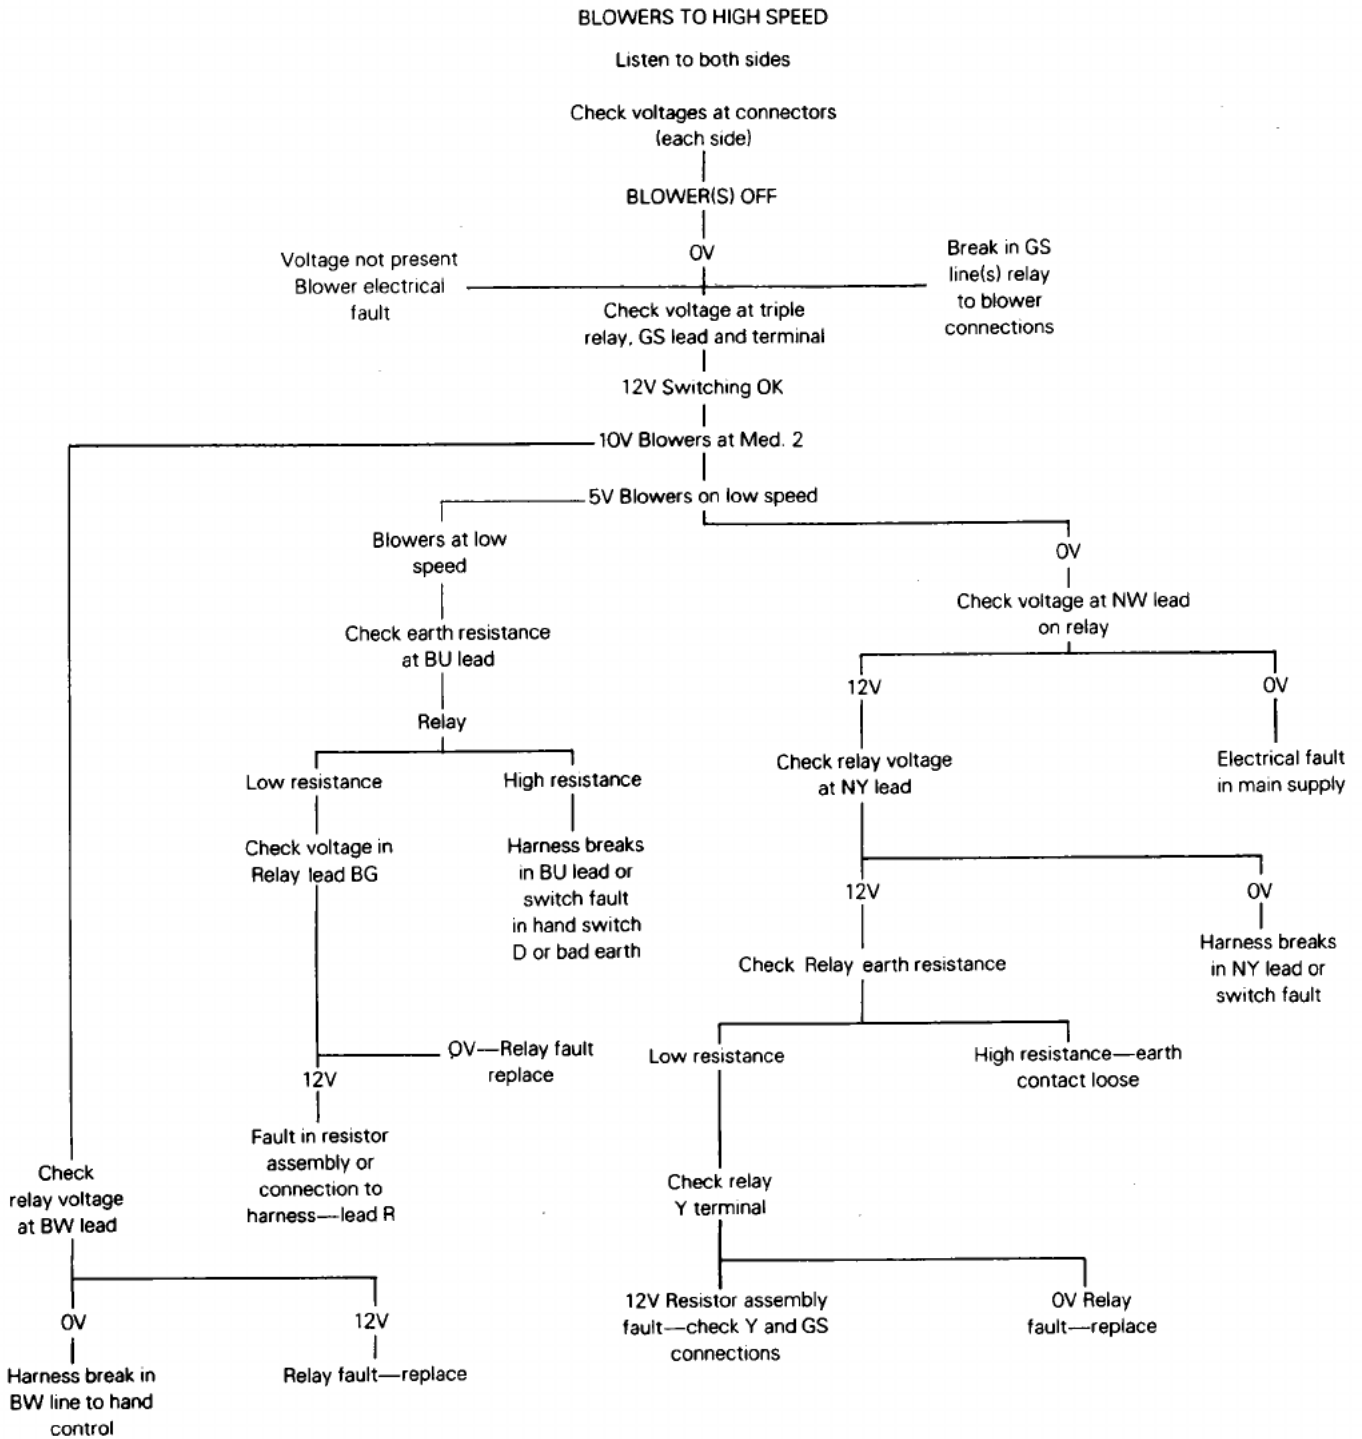 BLOWERS TO HIGH SPEED
Listen to both sides
Check voltages at connectors
(each side)
BLOWER(S) OFF
0V
Voltage not present
Blower electrical
fault
Break in GS
line(s) relay
to blower
connections
Check voltage at triple
relay, GS lead and terminal
12V Switching OK
10V Blowers at Med. 2
5V Blowers on low speed
Blowers at low
speed
Check earth resistance
at BU lead
Relay
Low resistance
High resistance
Check voltage in
Relay lead BG
Harness breaks
in BU lead or
switch fault
in hand switch
D or bad earth
0V—Relay fault
replace
12V
Fault in resistor
assembly or
connection to
harness—lead R
Check
relay voltage
at BW lead
0V
12V
Harness break in
BW line to hand
control
Relay fault—replace
0V
Check voltage at NW lead
on relay
12V
0V
Check relay voltage
at NY lead
Electrical fault
in main supply
12V
0V
Check Relay earth resistance
Harness breaks
in NY lead or
switch fault
Low resistance
High resistance—earth
contact loose
Check relay
Y terminal
12V Resistor assembly
fault—check Y and GS
connections
0V Relay
fault—replace